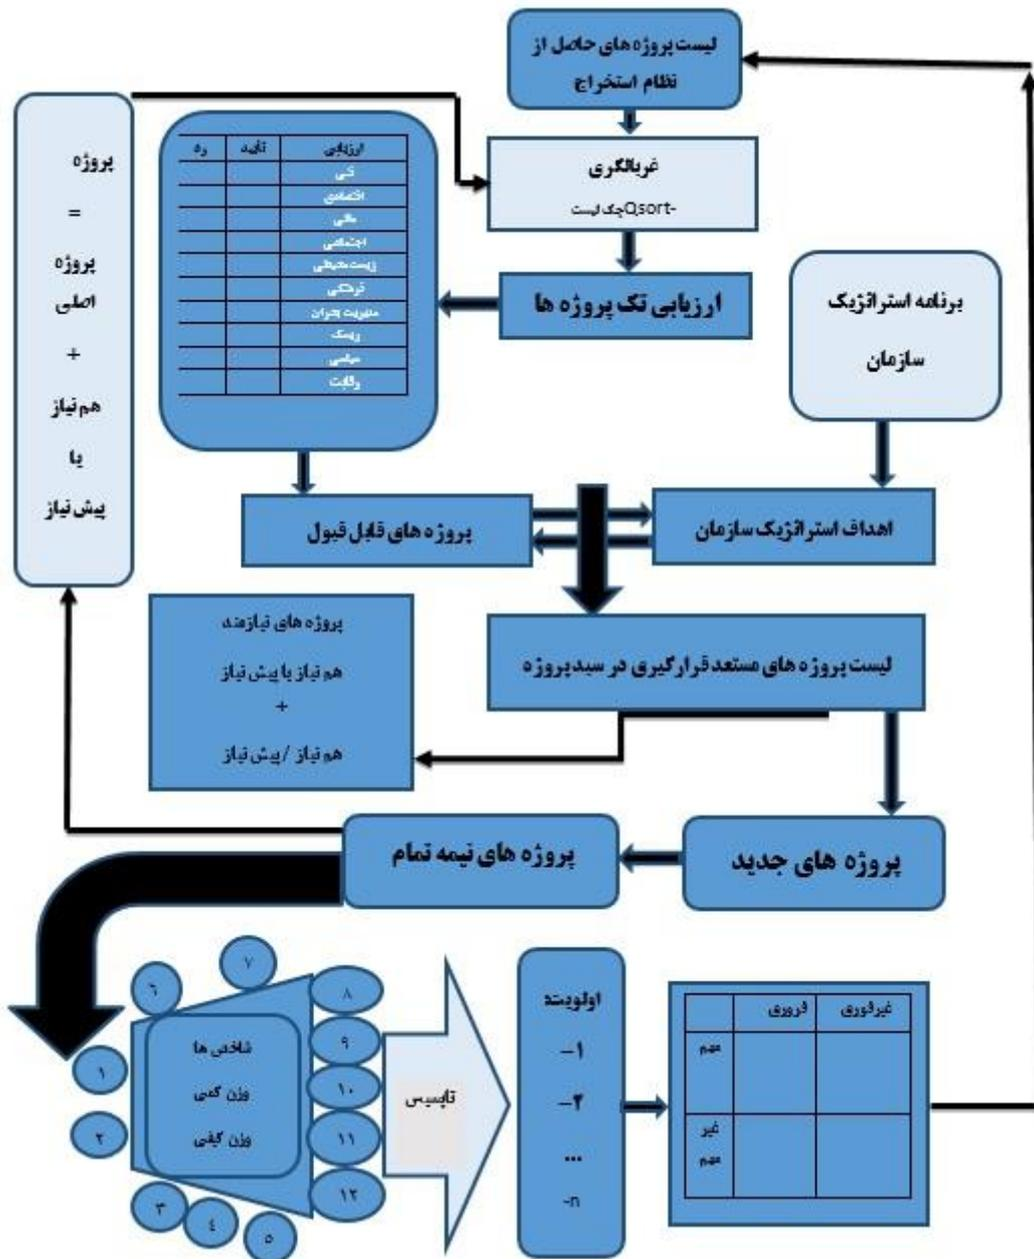 لیست پروژه های حاصل از
نظام استخراج
غربالگری
چک لیست Qsort-
ارزیابی تک پروژه ها
ارزیابی تأیید رد
فنی
اقتصادی
مالی
اجتماعی
زیست محیطی
فرهنگی
مدیریت بحران
ریسک
سیاسی
رقابت
برنامه استراتژیک
سازمان
پروژه
=
پروژه
اصلی
+
هم نیاز
یا
پیش نیاز
پروژه های قابل قبول
اهداف استراتژیک سازمان
لیست پروژه های مستعد قرارگیری در سبد پروژه
پروژه های نیازمند
هم نیاز یا پیش نیاز
+
هم نیاز / پیش نیاز
پروژه های جدید
پروژه های نیمه تمام
۱
۲
۳
۴
۵
۶
۷
۸
۹
۱۰
۱۱
۱۲
شاخص ها
وزن کمی
وزن کیفی
تاپسیس
اولویت:
۱-
۲-
...
n-
غیرفوری
مهم
غیر
مهم